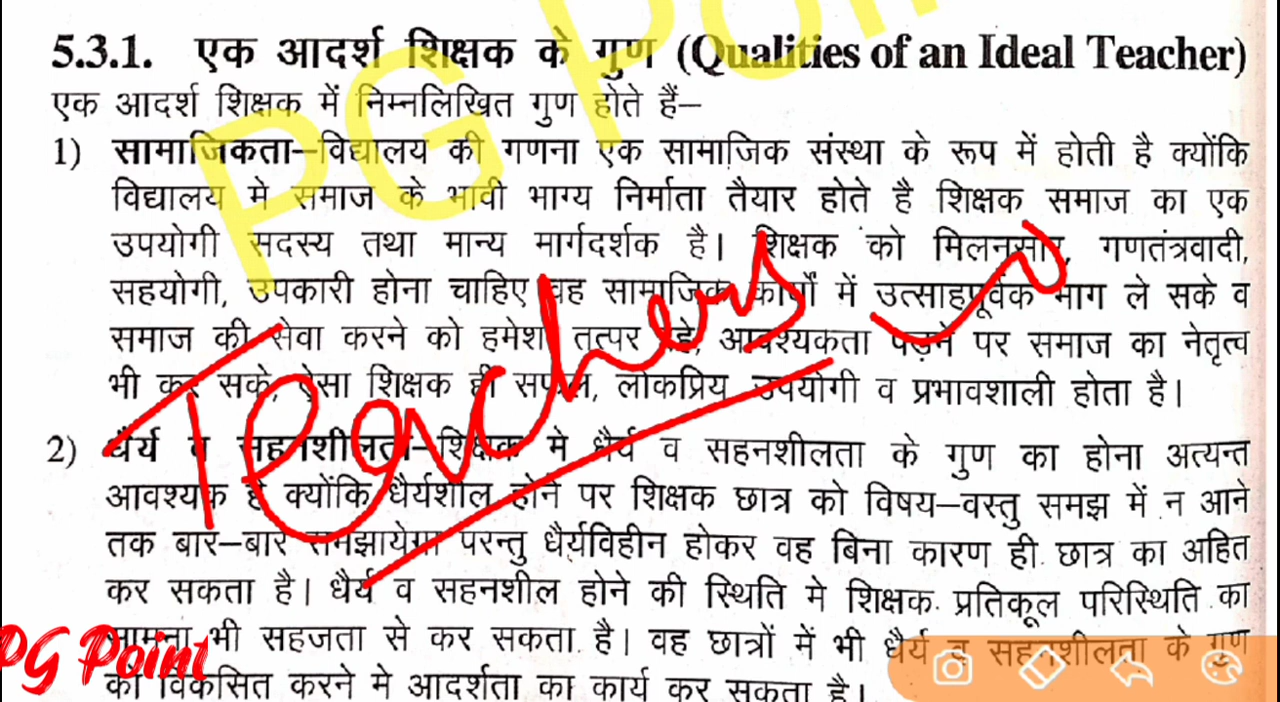 PG Point
5.3.1. एक आदर्श शिक्षक के गुण (Qualities of an Ideal Teacher)
एक आदर्श शिक्षक में निम्नलिखित गुण होते हैं–
1) सामाजिकता–विद्यालय की गणना एक सामाजिक संस्था के रूप में होती है क्योंकि
विद्यालय मे समाज के भावी भाग्य निर्माता तैयार होते है शिक्षक समाज का एक
उपयोगी सदस्य तथा मान्य मार्गदर्शक है। शिक्षक को मिलनसार, गणतंत्रवादी,
सहयोगी, उपकारी होना चाहिए वह सामाजिक कार्यों में उत्साहपूर्वक भाग ले सके व
समाज की सेवा करने को हमेशा तत्पर रहे, आवश्यकता पड़ने पर समाज का नेतृत्व
भी कर सके, ऐसा शिक्षक ही सफल, लोकप्रिय उपयोगी व प्रभावशाली होता है।
Teachers
2) धैर्य व सहनशीलता–शिक्षक मे धैर्य व सहनशीलता के गुण का होना अत्यन्त
आवश्यक है क्योंकि धैर्यशील होने पर शिक्षक छात्र को विषय–वस्तु समझ में न आने
तक बार–बार समझायेगा परन्तु धैर्यविहीन होकर वह बिना कारण ही छात्र का अहित
कर सकता है। धैर्य व सहनशील होने की स्थिति मे शिक्षक प्रतिकूल परिस्थिति का
सामना भी सहजता से कर सकता है। वह छात्रों में भी धैर्य व सहनशीलता के गुण
को विकसित करने मे आदर्शता का कार्य कर सकता है।
PG Point